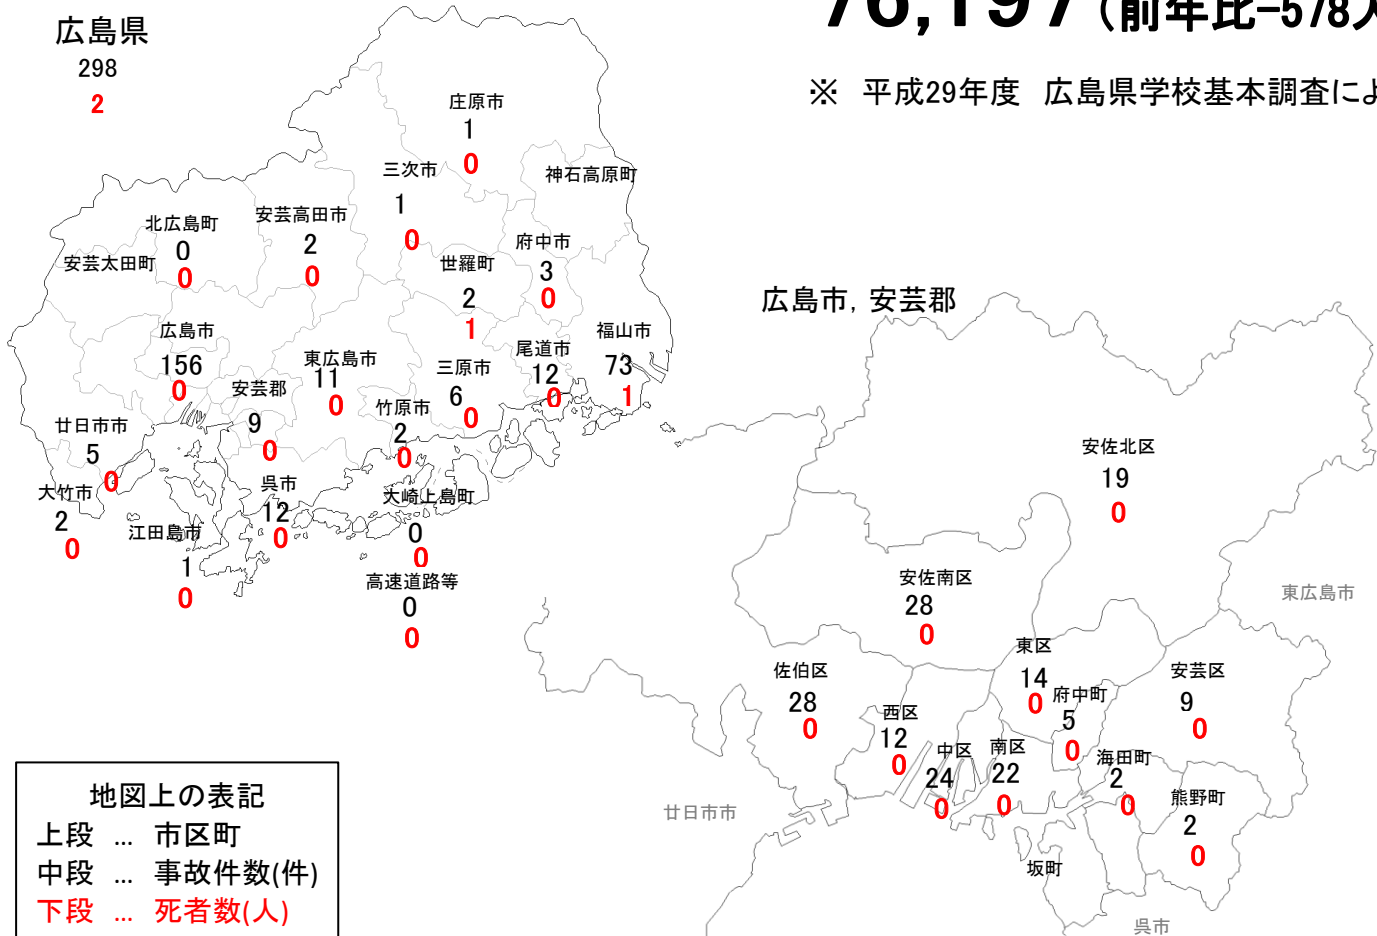 76,197(前年比-578人
※ 平成29年度 広島県学校基本調査によ
広島県
298
2
庄原市
1
0
三次市
1
0
神石高原町
北広島町
0
0
安芸高田市
2
0
安芸太田町
府中市
3
0
世羅町
2
1
広島市
156
0
安芸郡
9
0
東広島市
11
0
三原市
6
0
尾道市
12
0
福山市
73
1
竹原市
2
0
廿日市市
5
0
大竹市
2
0
江田島市
1
0
呉市
12
0
大崎上島町
0
0
高速道路等
0
0
広島市, 安芸郡
安佐北区
19
0
安佐南区
28
0
東広島市
東区
14
0
府中町
5
0
安芸区
9
0
佐伯区
28
0
西区
12
0
中区
24
0
南区
22
0
海田町
2
0
熊野町
2
0
廿日市市
坂町
呉市
地図上の表記
上段 … 市区町
中段 … 事故件数(件)
下段 … 死者数(人)